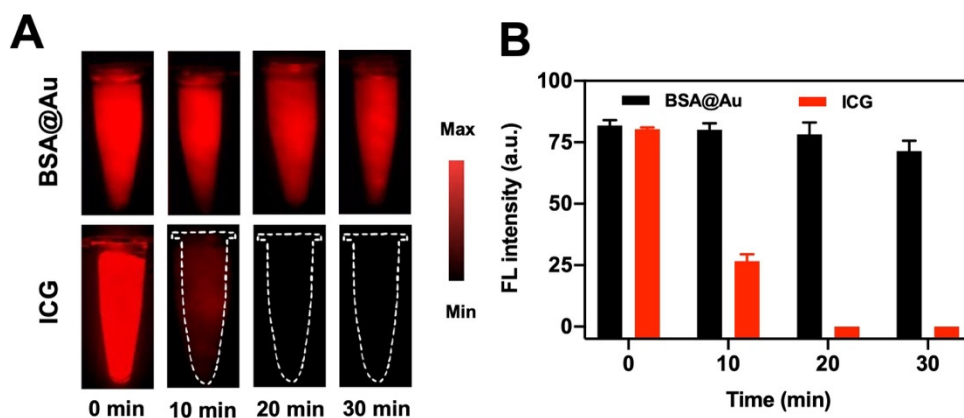 A
BSA@Au
ICG
0 min 10 min 20 min 30 min
Max
Min
B
BSA@Au ICG
FL intensity (a.u.)
100
75
50
25
0
0 10 20 30
Time (min)